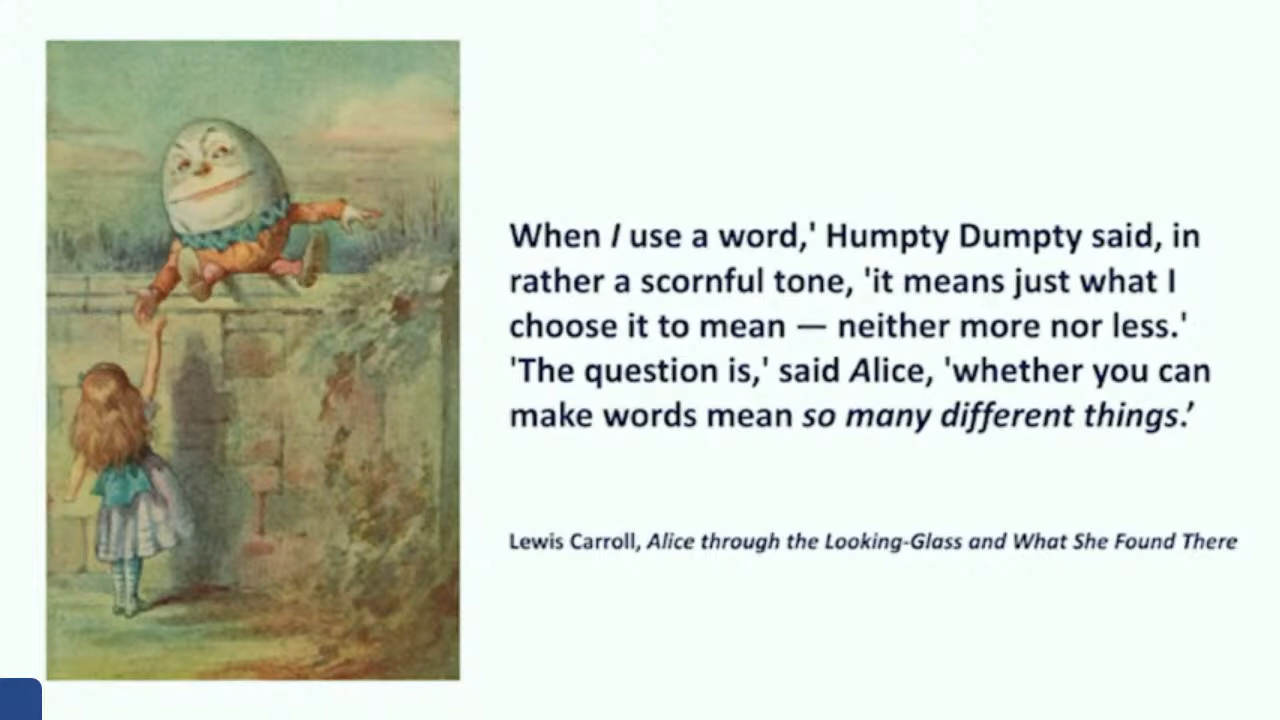 When I use a word,' Humpty Dumpty said, in
rather a scornful tone, 'it means just what I
choose it to mean — neither more nor less.'
'The question is,' said Alice, 'whether you can
make words mean so many different things.’
Lewis Carroll, Alice through the Looking-Glass and What She Found There